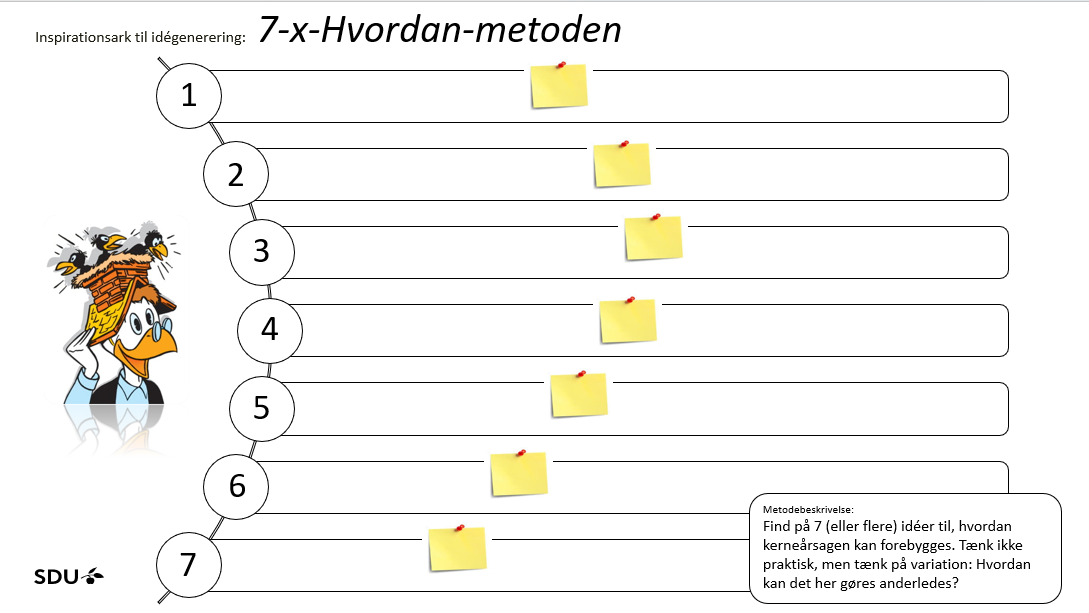 Inspirationsark til idégenerering: 7-x-Hvordan-metoden
1
2
3
4
5
6
7
Metodebeskrivelse:
Find på 7 (eller flere) idéer til, hvordan
kerneårsagen kan forebygges. Tænk ikke
praktisk, men tænk på variation: Hvordan
kan det her gøres anderledes?
SDU